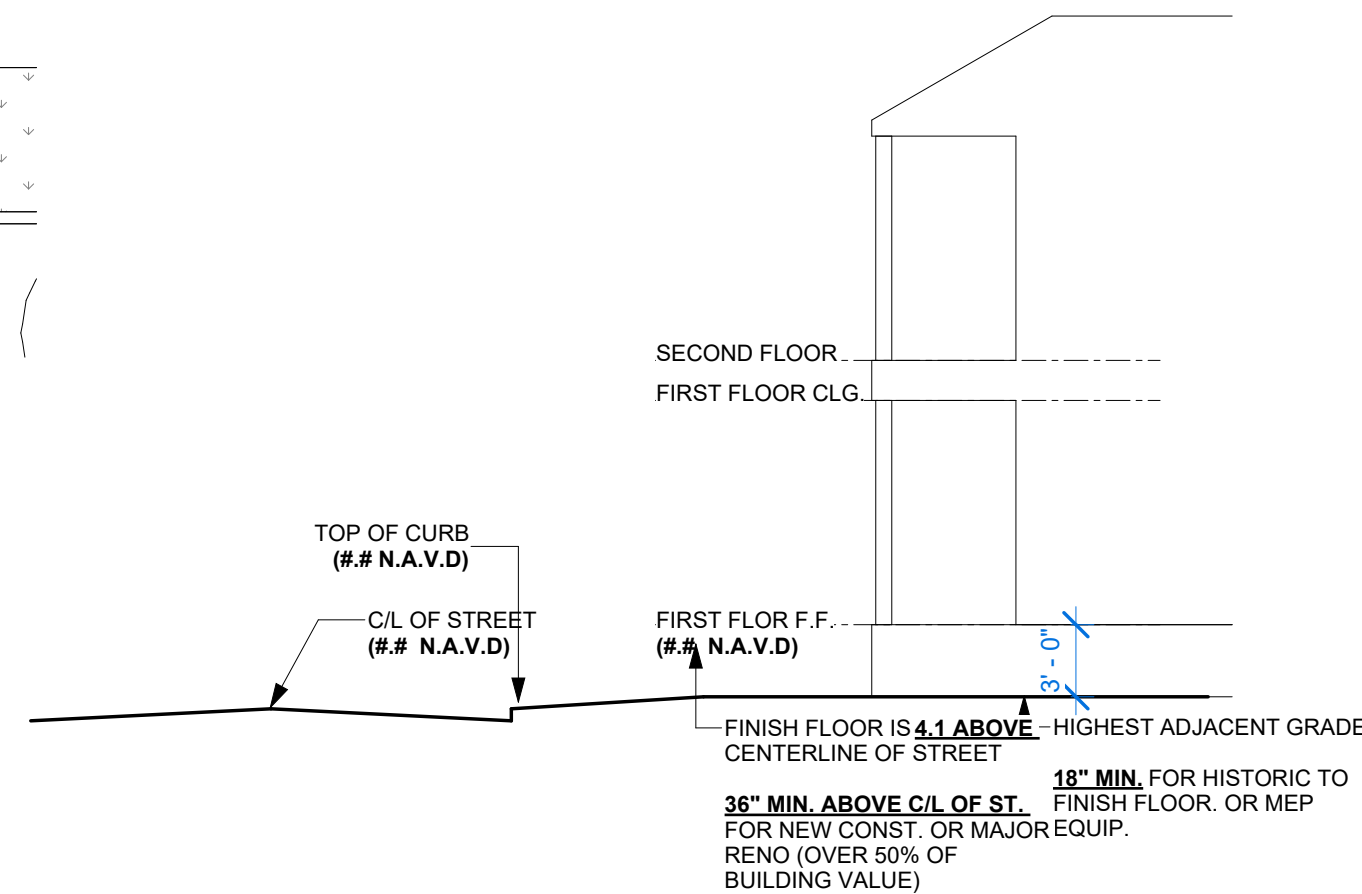 SECOND FLOOR
FIRST FLOOR CLG.
TOP OF CURB
(#.# N.A.V.D)
C/L OF STREET
(#.# N.A.V.D)
FIRST FLOR F.F.
(#.# N.A.V.D)
3' - 0"
FINISH FLOOR IS 4.1 ABOVE
CENTERLINE OF STREET
36" MIN. ABOVE C/L OF ST.
FOR NEW CONST. OR MAJOR
RENO (OVER 50% OF
BUILDING VALUE)
HIGHEST ADJACENT GRADE
18" MIN. FOR HISTORIC TO
FINISH FLOOR. OR MEP
EQUIP.